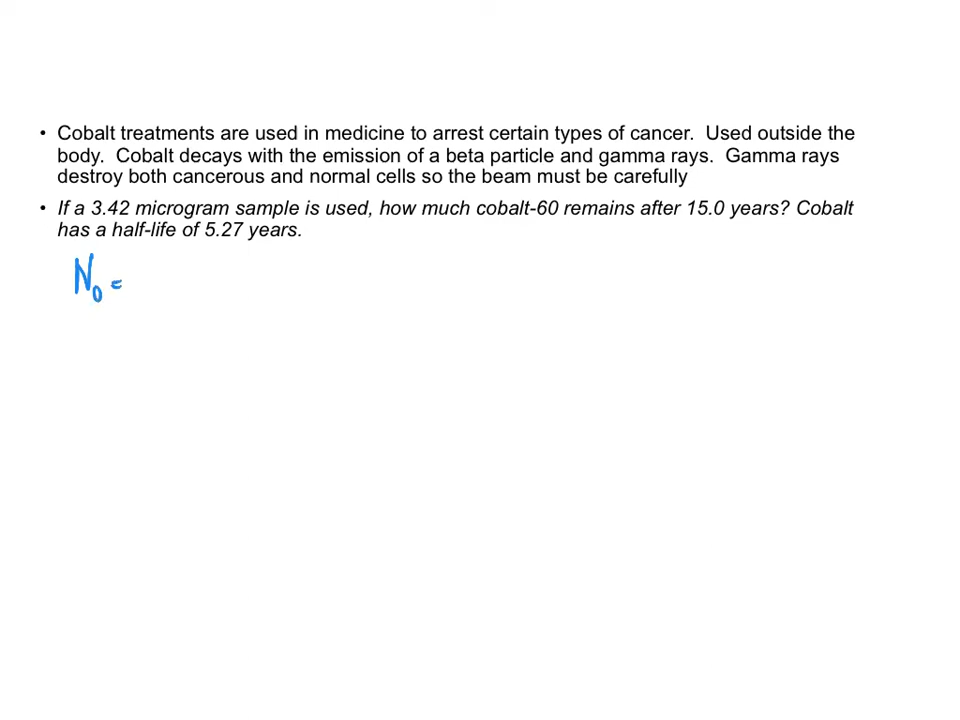 • Cobalt treatments are used in medicine to arrest certain types of cancer.  Used outside the
body.  Cobalt decays with the emission of a beta particle and gamma rays.  Gamma rays
destroy both cancerous and normal cells so the beam must be carefully
• If a 3.42 microgram sample is used, how much cobalt-60 remains after 15.0 years? Cobalt
has a half-life of 5.27 years.
N₀ =